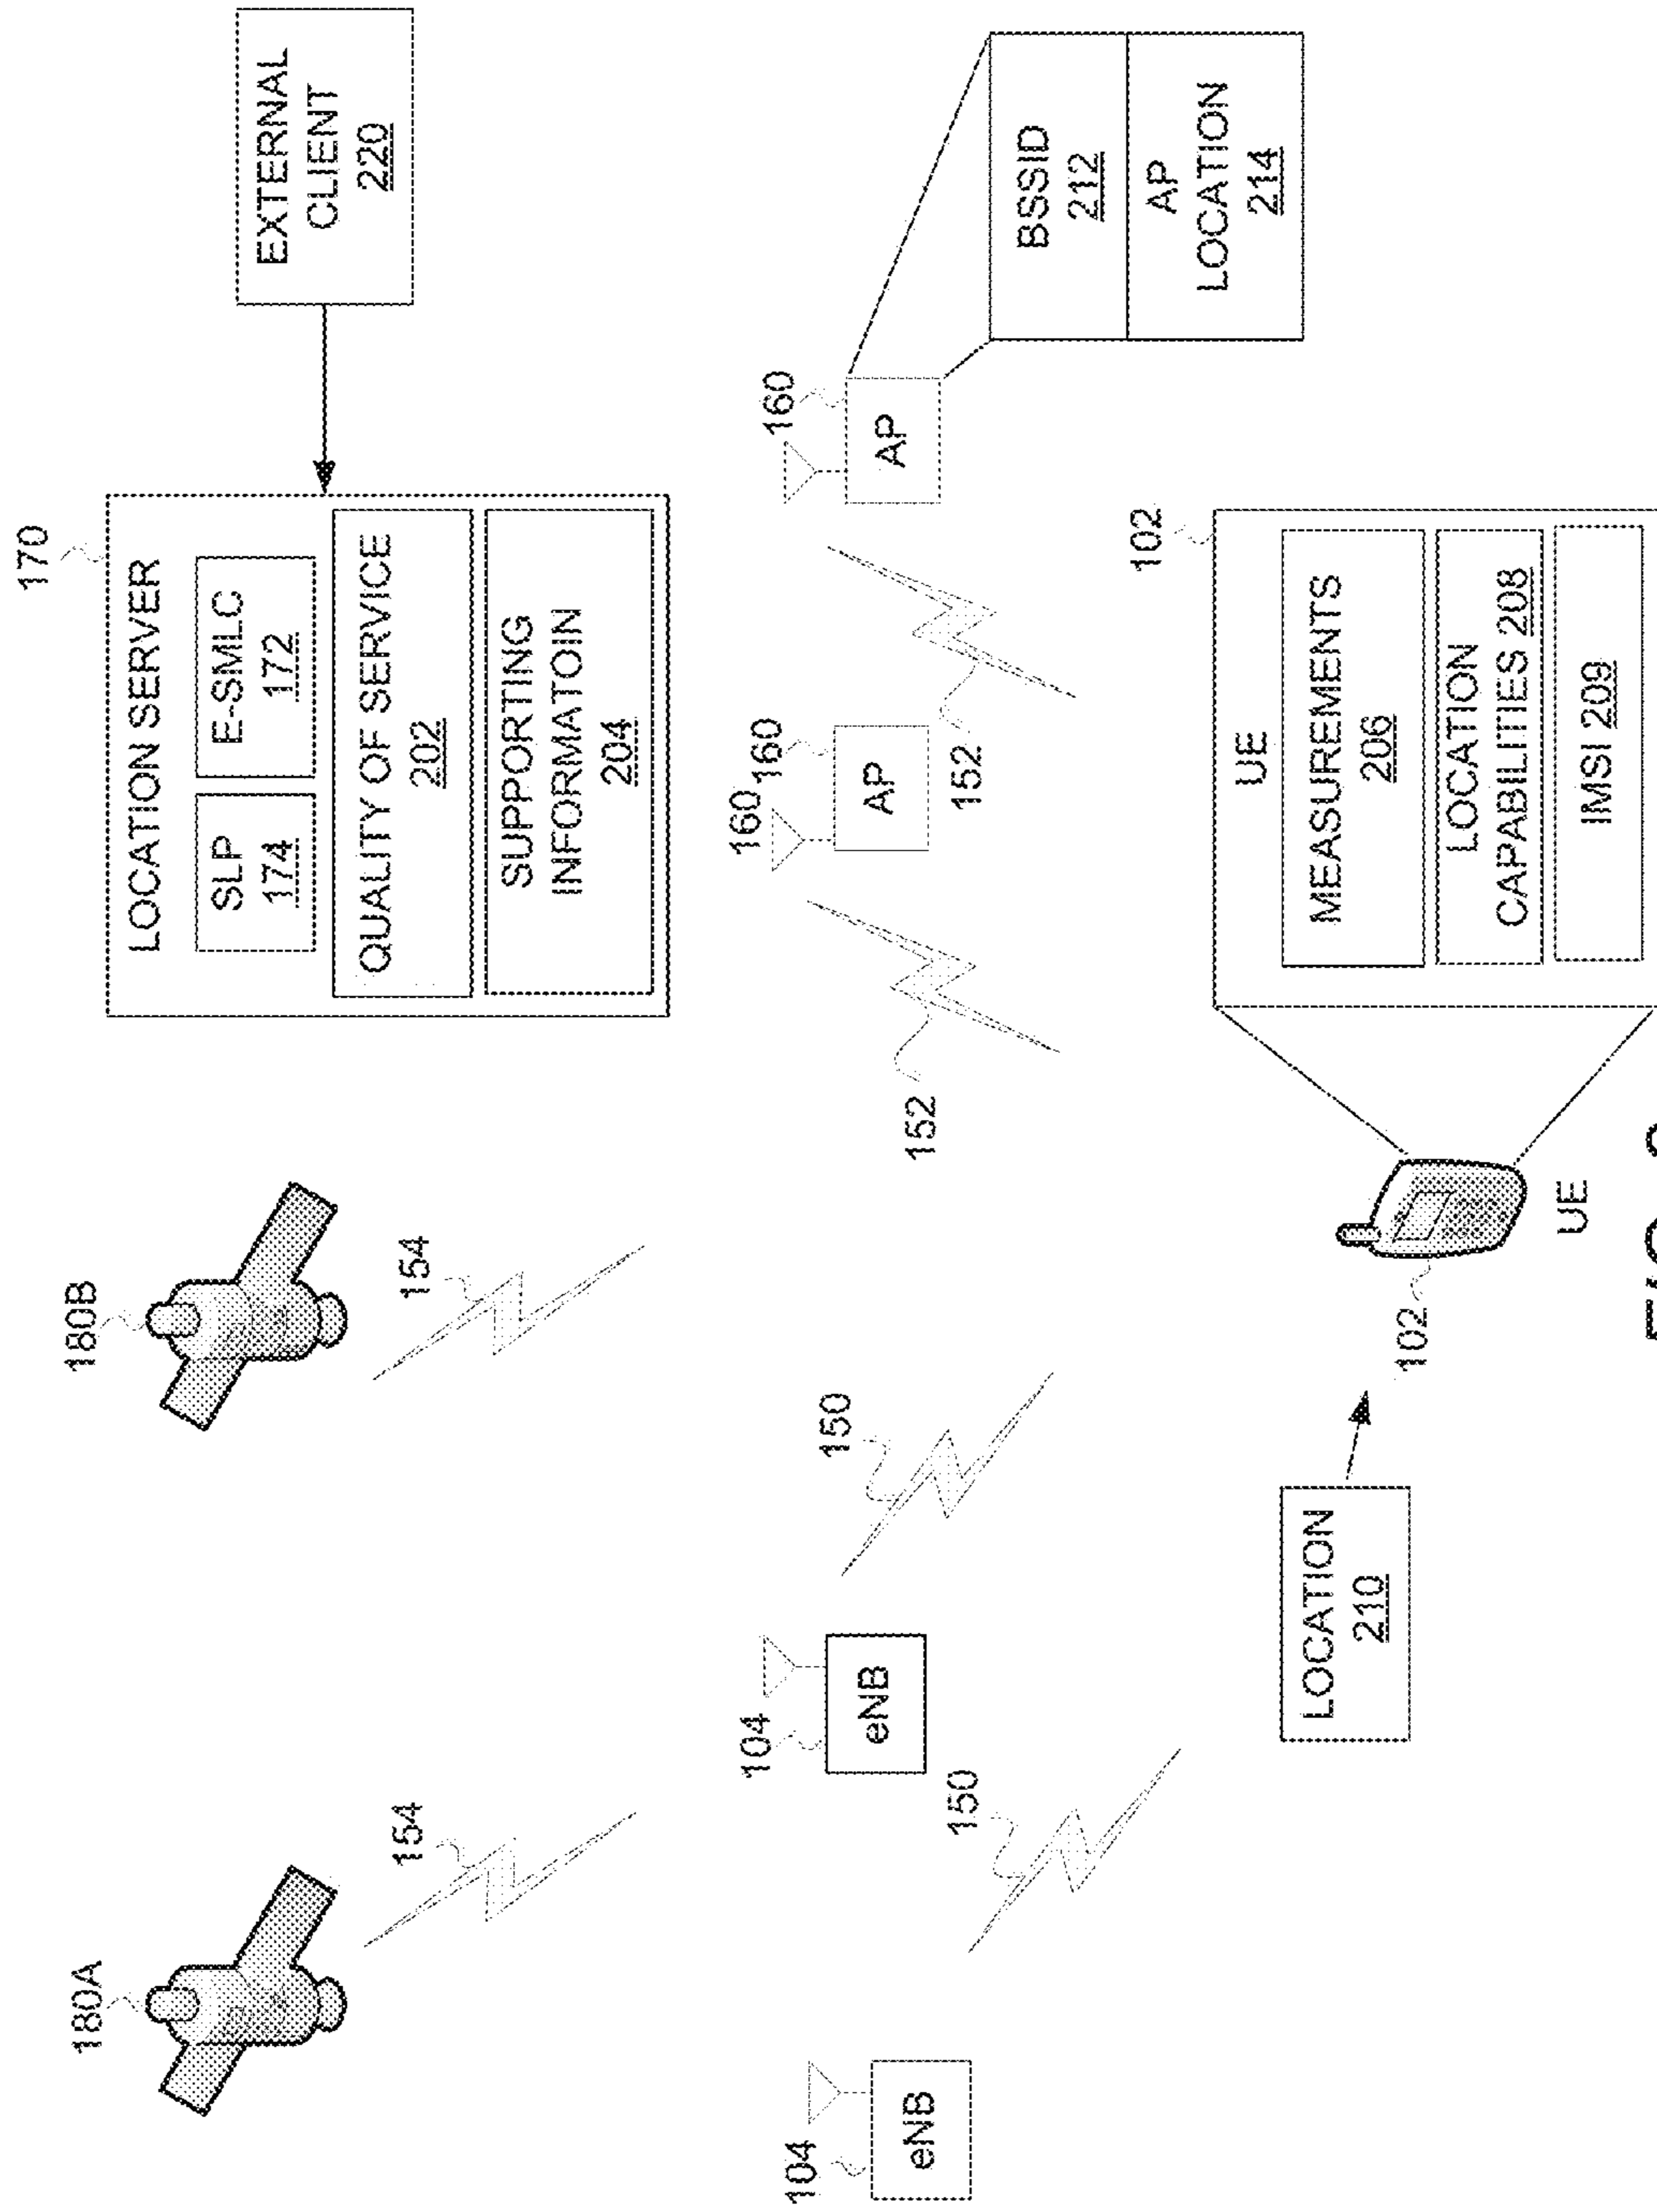 180A
180B
170
LOCATION SERVER
SLP
174
E-SMLC
172
QUALITY OF SERVICE
202
SUPPORTING
INFORMATOIN
204
EXTERNAL
CLIENT
220
154
154
104
eNB
104
eNB
150
150
160
160
AP
160
AP
152
152
BSSID
212
AP
LOCATION
214
LOCATION
210
102
UE
102
UE
MEASUREMENTS
206
LOCATION
CAPABILITIES 208
IMSI 209